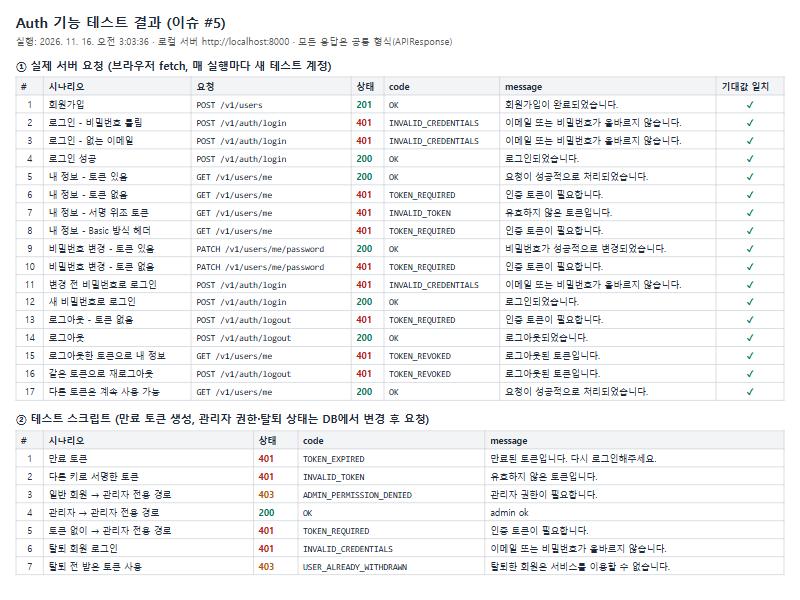 Auth 기능 테스트 결과 (이슈 #5)
실행: 2026. 11. 16. 오전 3:03:36 · 로컬 서버 http://localhost:8000 · 모든 응답은 공통 형식(APIResponse)
① 실제 서버 요청 (브라우저 fetch, 매 실행마다 새 테스트 계정)
# 시나리오 요청 상태 code message 기대값 일치
1 회원가입 POST /v1/users 201 OK 회원가입이 완료되었습니다. ✓
2 로그인 - 비밀번호 틀림 POST /v1/auth/login 401 INVALID_CREDENTIALS 이메일 또는 비밀번호가 올바르지 않습니다. ✓
3 로그인 - 없는 이메일 POST /v1/auth/login 401 INVALID_CREDENTIALS 이메일 또는 비밀번호가 올바르지 않습니다. ✓
4 로그인 성공 POST /v1/auth/login 200 OK 로그인되었습니다. ✓
5 내 정보 - 토큰 있음 GET /v1/users/me 200 OK 요청이 성공적으로 처리되었습니다. ✓
6 내 정보 - 토큰 없음 GET /v1/users/me 401 TOKEN_REQUIRED 인증 토큰이 필요합니다. ✓
7 내 정보 - 서명 위조 토큰 GET /v1/users/me 401 INVALID_TOKEN 유효하지 않은 토큰입니다. ✓
8 내 정보 - Basic 방식 헤더 GET /v1/users/me 401 TOKEN_REQUIRED 인증 토큰이 필요합니다. ✓
9 비밀번호 변경 - 토큰 있음 PATCH /v1/users/me/password 200 OK 비밀번호가 성공적으로 변경되었습니다. ✓
10 비밀번호 변경 - 토큰 없음 PATCH /v1/users/me/password 401 TOKEN_REQUIRED 인증 토큰이 필요합니다. ✓
11 변경 전 비밀번호로 로그인 POST /v1/auth/login 401 INVALID_CREDENTIALS 이메일 또는 비밀번호가 올바르지 않습니다. ✓
12 새 비밀번호로 로그인 POST /v1/auth/login 200 OK 로그인되었습니다. ✓
13 로그아웃 - 토큰 없음 POST /v1/auth/logout 401 TOKEN_REQUIRED 인증 토큰이 필요합니다. ✓
14 로그아웃 POST /v1/auth/logout 200 OK 로그아웃되었습니다. ✓
15 로그아웃한 토큰으로 내 정보 GET /v1/users/me 401 TOKEN_REVOKED 로그아웃된 토큰입니다. ✓
16 같은 토큰으로 재로그아웃 POST /v1/auth/logout 401 TOKEN_REVOKED 로그아웃된 토큰입니다. ✓
17 다른 토큰은 계속 사용 가능 GET /v1/users/me 200 OK 요청이 성공적으로 처리되었습니다. ✓
② 테스트 스크립트 (만료 토큰 생성, 관리자 권한·탈퇴 상태는 DB에서 변경 후 요청)
# 시나리오 상태 code message
1 만료 토큰 401 TOKEN_EXPIRED 만료된 토큰입니다. 다시 로그인해주세요.
2 다른 키로 서명한 토큰 401 INVALID_TOKEN 유효하지 않은 토큰입니다.
3 일반 회원 → 관리자 전용 경로 403 ADMIN_PERMISSION_DENIED 관리자 권한이 필요합니다.
4 관리자 → 관리자 전용 경로 200 OK admin ok
5 토큰 없이 → 관리자 전용 경로 401 TOKEN_REQUIRED 인증 토큰이 필요합니다.
6 탈퇴 회원 로그인 401 INVALID_CREDENTIALS 이메일 또는 비밀번호가 올바르지 않습니다.
7 탈퇴 전 받은 토큰 사용 403 USER_ALREADY_WITHDRAWN 탈퇴한 회원은 서비스를 이용할 수 없습니다.